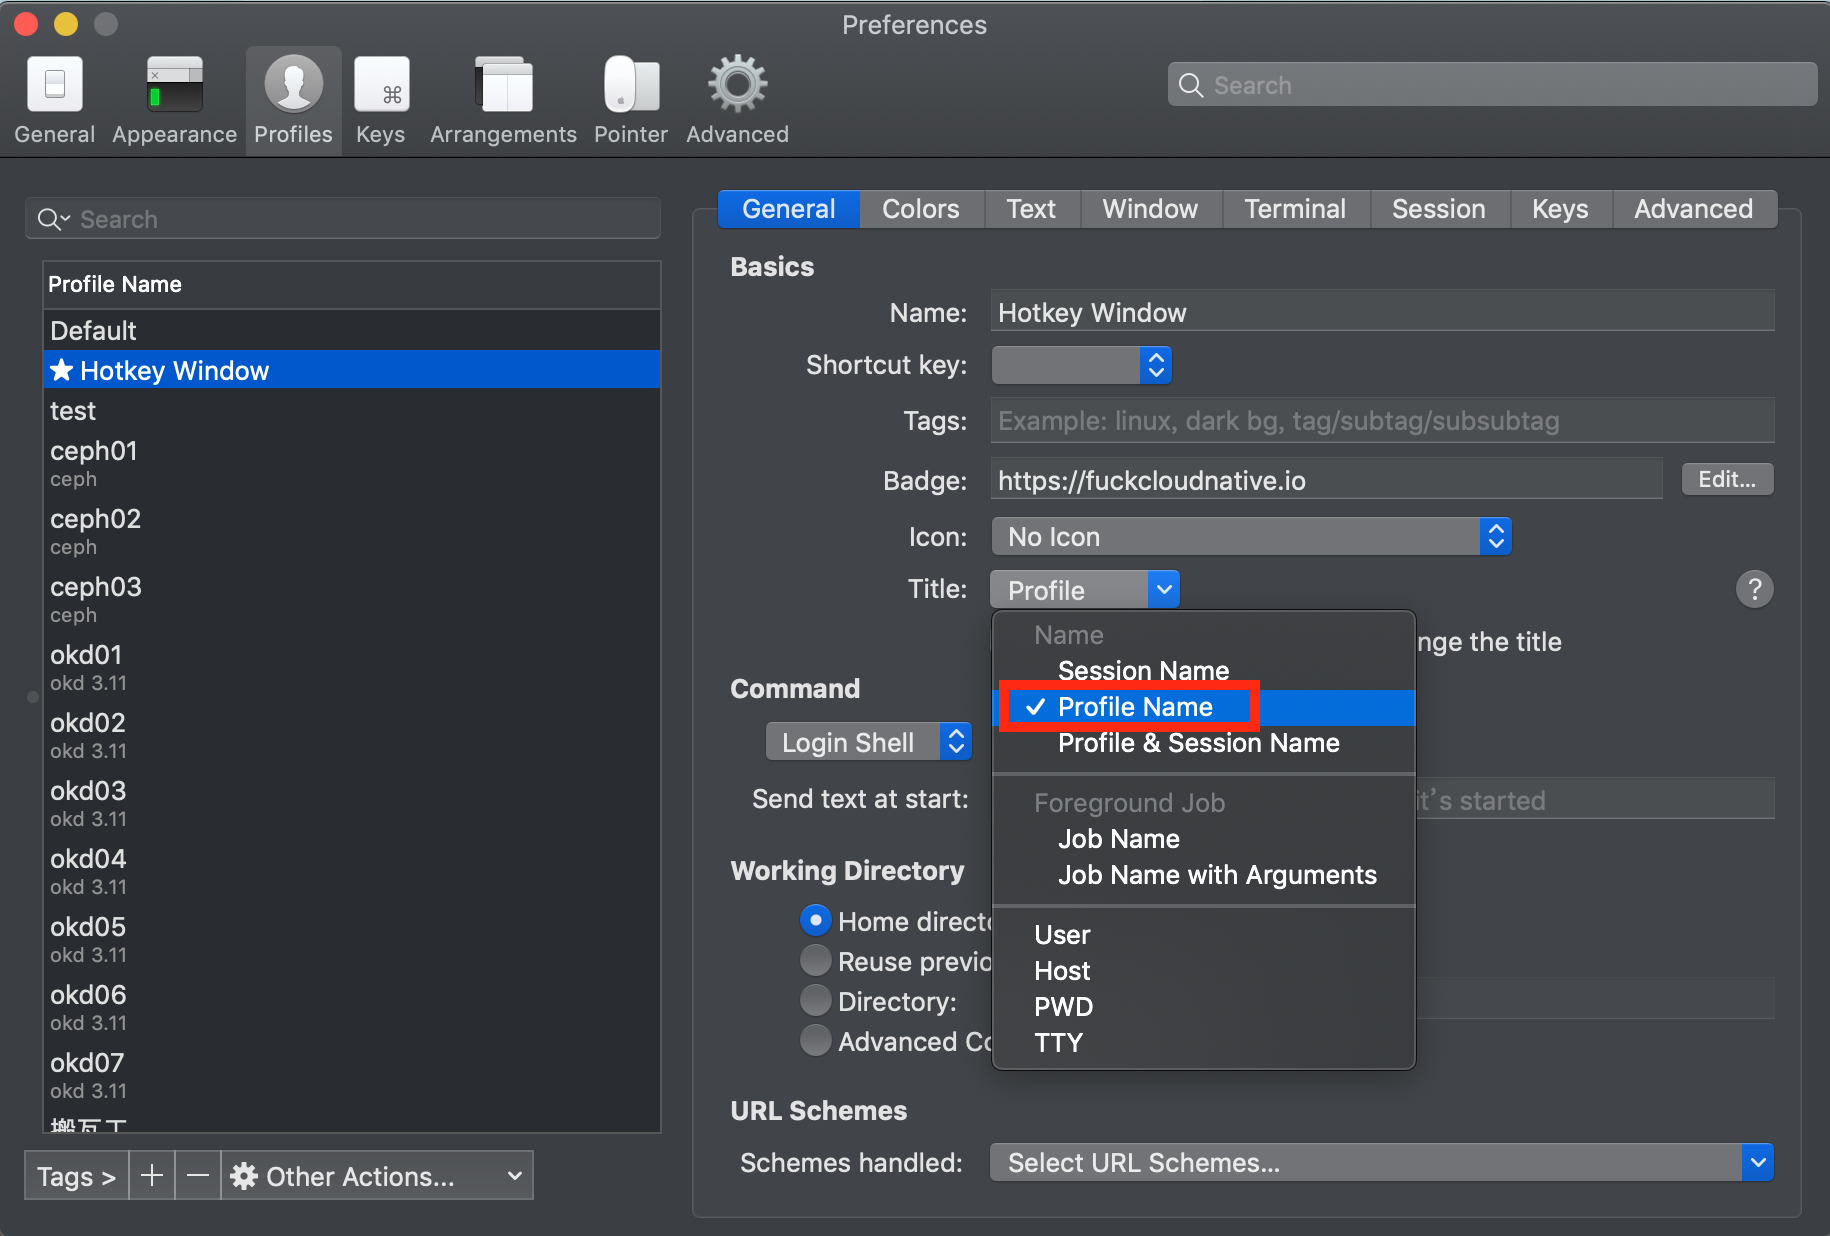 Preferences
General
Appearance
Profiles
Keys
Arrangements
Pointer
Advanced
Search
Search
Profile Name
Default
★ Hotkey Window
test
ceph01
ceph
ceph02
ceph
ceph03
ceph
okd01
okd 3.11
okd02
okd 3.11
okd03
okd 3.11
okd04
okd 3.11
okd05
okd 3.11
okd06
okd 3.11
okd07
okd 3.11
搬瓦工
Tags >
Other Actions...
General
Colors
Text
Window
Terminal
Session
Keys
Advanced
Basics
Name: Hotkey Window
Shortcut key:
Tags: Example: linux, dark bg, tag/subtag/subsubtag
Badge: https://fuckcloudnative.io Edit...
Icon: No Icon
Title: Profile ?
Name
Session Name
✓ Profile Name
Profile & Session Name
Foreground Job
Job Name
Job Name with Arguments
User
Host
PWD
TTY
nge the title
Command
Login Shell
Send text at start: it's started
Working Directory
Home direct
Reuse previo
Directory:
Advanced Co
URL Schemes
Schemes handled: Select URL Schemes...